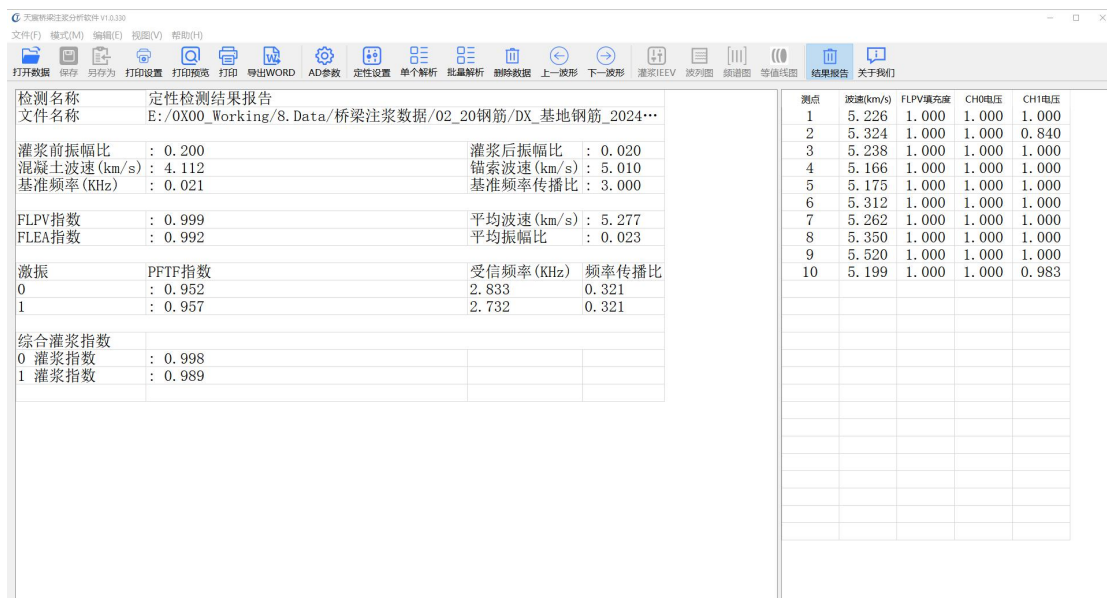 天宸桥梁注浆分析软件 V1.0.330
文件(F) 模式(M) 编辑(E) 视图(V) 帮助(H)
打开数据 保存 另存为 打印设置 打印预览 打印 导出WORD AD参数 定性设置 单个解析 批量解析 删除数据 上一波形 下一波形 灌浆IEEV 波列图 频谱图 等值线图 结果报告 关于我们
检测名称 定性检测结果报告
文件名称 E:/0X00_Working/8.Data/桥梁注浆数据/02_20钢筋/DX_基地钢筋_2024…
灌浆前振幅比 : 0.200 灌浆后振幅比 : 0.020
混凝土波速(km/s) : 4.112 锚索波速(km/s) : 5.010
基准频率(KHz) : 0.021 基准频率传播比 : 3.000
FLPV指数 : 0.999 平均波速(km/s) : 5.277
FLEA指数 : 0.992 平均振幅比 : 0.023
激振 PFTF指数 受信频率(KHz) 频率传播比
0 : 0.952 2.833 0.321
1 : 0.957 2.732 0.321
综合灌浆指数
0 灌浆指数 : 0.998
1 灌浆指数 : 0.989
测点 波速(km/s) FLPV填充度 CH0电压 CH1电压
1 5.226 1.000 1.000 1.000
2 5.324 1.000 1.000 0.840
3 5.238 1.000 1.000 1.000
4 5.166 1.000 1.000 1.000
5 5.175 1.000 1.000 1.000
6 5.312 1.000 1.000 1.000
7 5.262 1.000 1.000 1.000
8 5.350 1.000 1.000 1.000
9 5.520 1.000 1.000 1.000
10 5.199 1.000 1.000 0.983